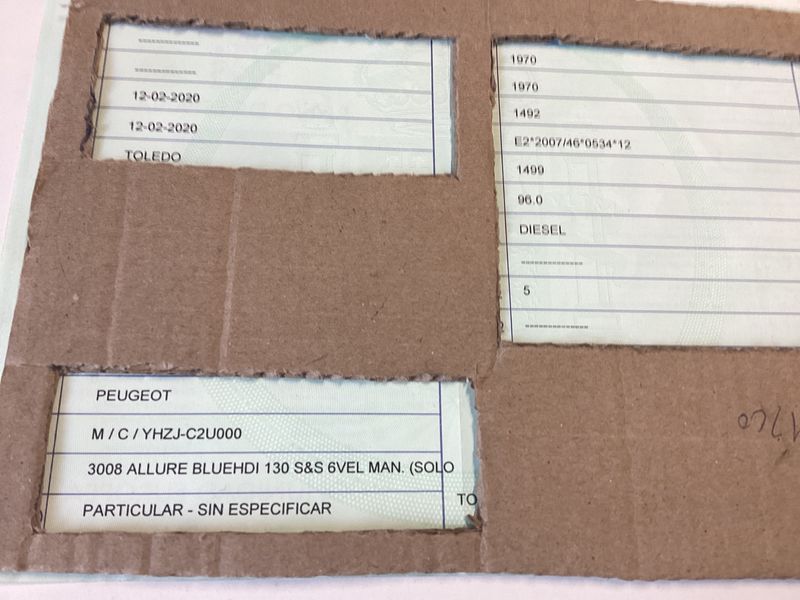 --------------
--------------
12-02-2020
12-02-2020
TOLEDO
1970
1970
1492
E2*2007/46*0534*12
1499
96.0
DIESEL
--------------
5
--------------
PEUGEOT
M / C / YHZJ-C2U000
3008 ALLURE BLUEHDI 130 S&S 6VEL MAN. (SOLO
TO
PARTICULAR - SIN ESPECIFICAR